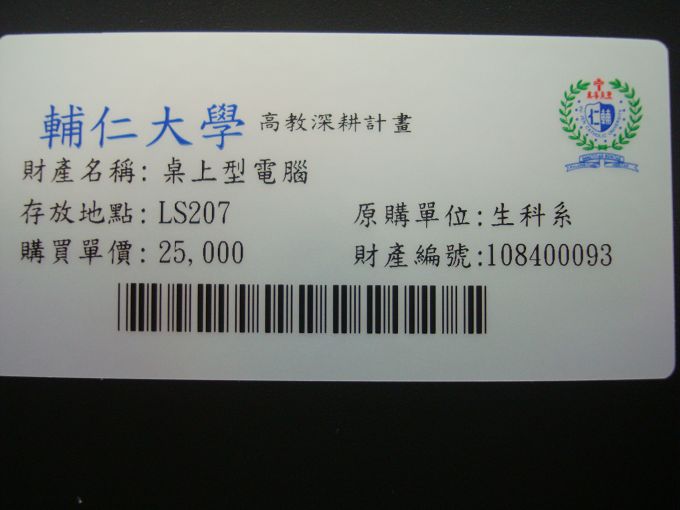 輔仁大學 高教深耕計畫
財產名稱: 桌上型電腦
存放地點: LS207 原購單位: 生科系
購買單價: 25,000 財產編號:108400093
仁輔